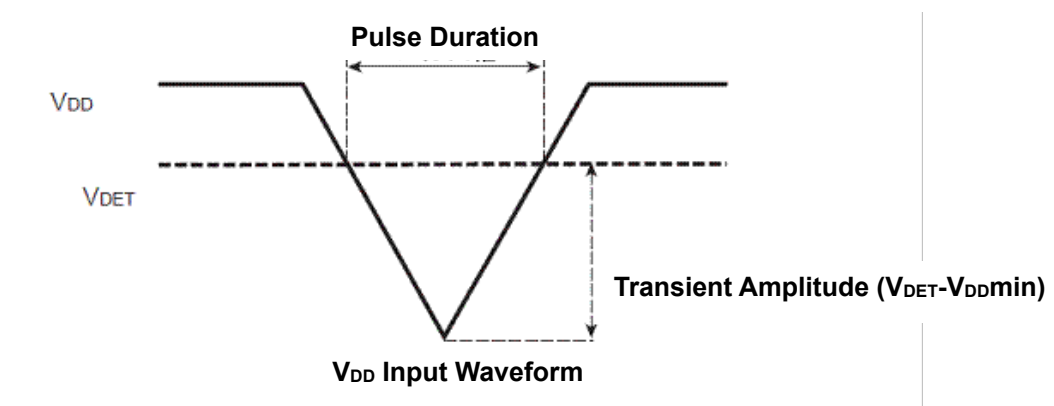 Pulse Duration
VDD
VDET
Transient Amplitude (VDET-VDDmin)
VDD Input Waveform